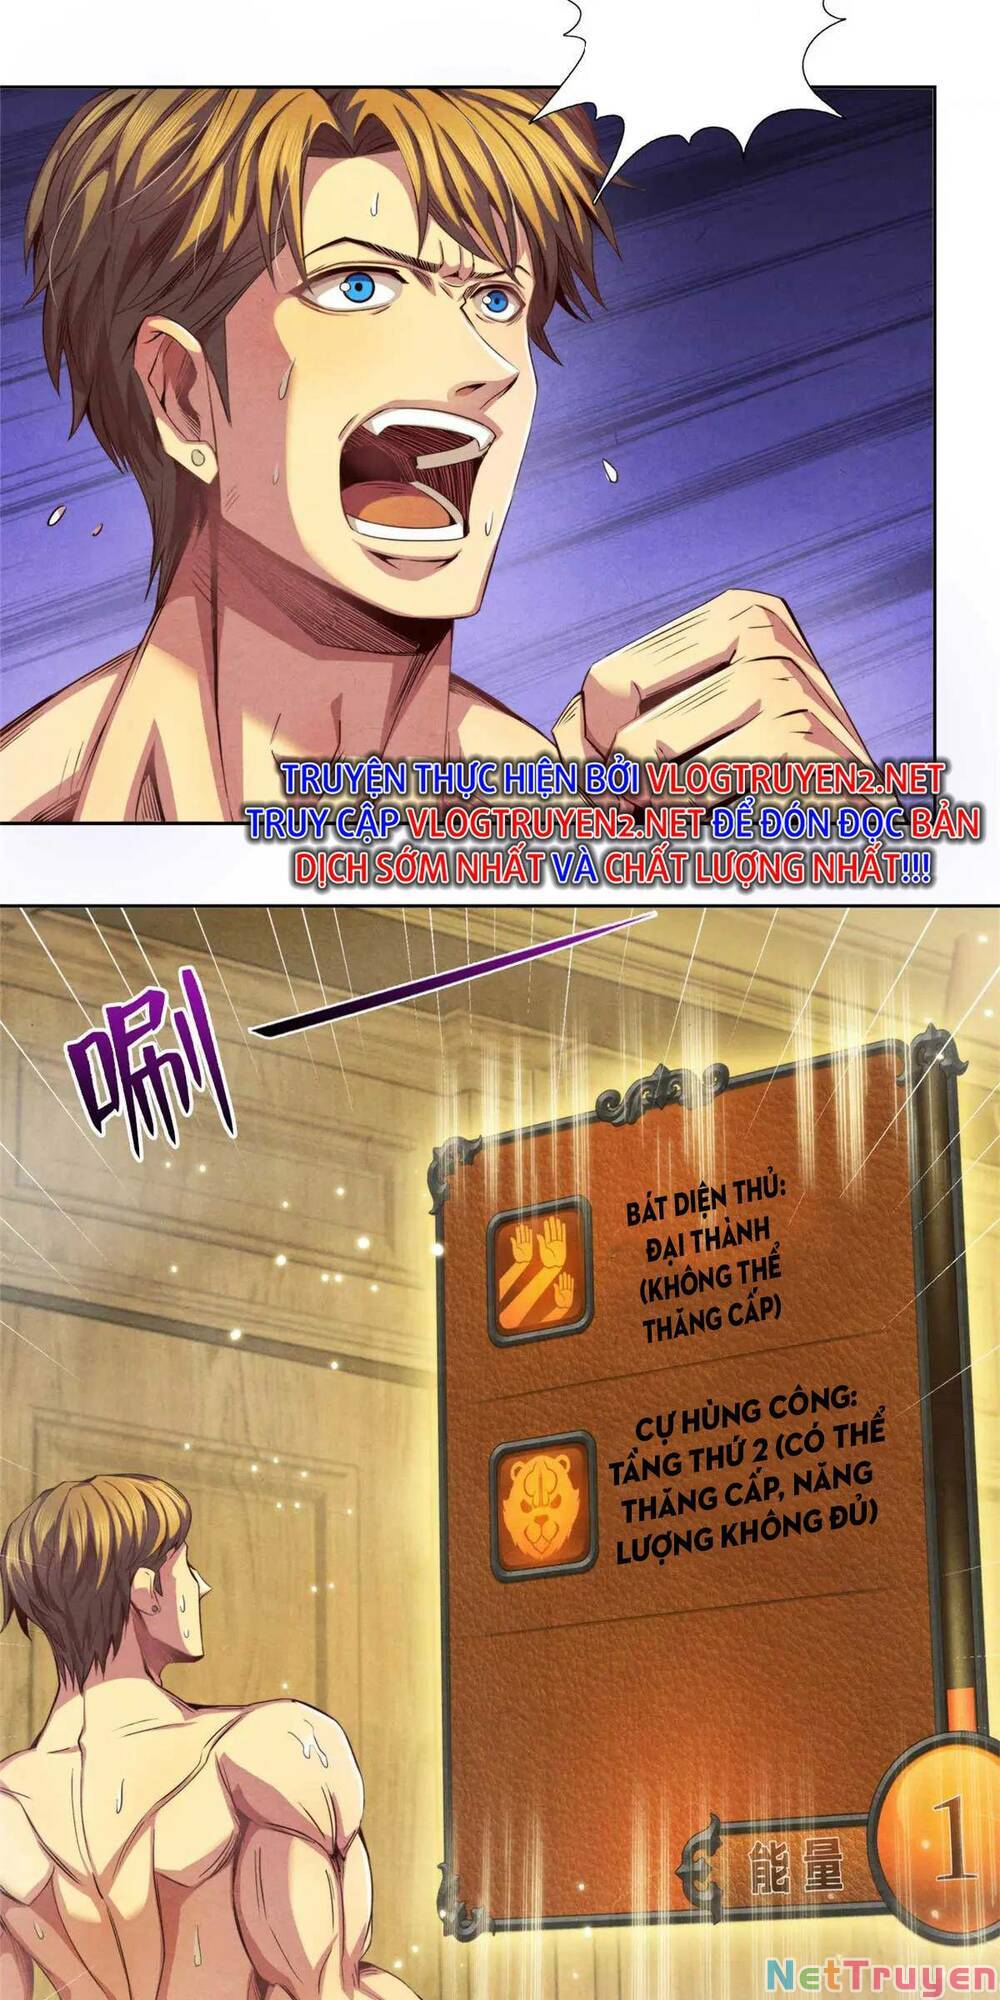 TRUYỆN THỰC HIỆN BỞI VLOGTRUYEN2.NET
TRUY CẬP VLOGTRUYEN2.NET ĐỂ ĐÓN ĐỌC BẢN
DỊCH SỚM NHẤT VÀ CHẤT LƯỢNG NHẤT!!!
唰
BÁT DIỆN THỦ:
ĐẠI THÀNH
(KHÔNG THỂ
THĂNG CẤP)
CỰ HÙNG CÔNG:
TẦNG THỨ 2 (CÓ THỂ
THĂNG CẤP, NĂNG
LƯỢNG KHÔNG ĐỦ)
能量 1
NetTruyen